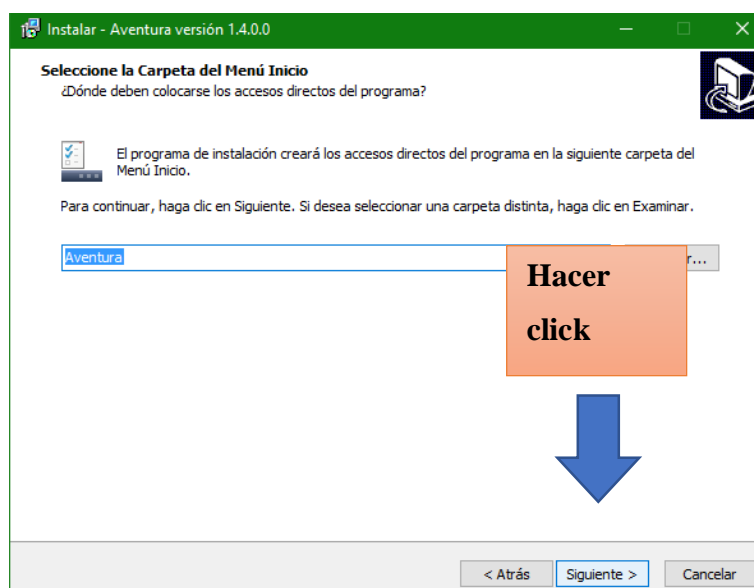 Instalar - Aventura versión 1.4.0.0
Seleccione la Carpeta del Menú Inicio
¿Dónde deben colocarse los accesos directos del programa?
El programa de instalación creará los accesos directos del programa en la siguiente carpeta del
Menú Inicio.
Para continuar, haga clic en Siguiente. Si desea seleccionar una carpeta distinta, haga clic en Examinar.
Aventura
r...
Hacer
click
< Atrás
Siguiente >
Cancelar